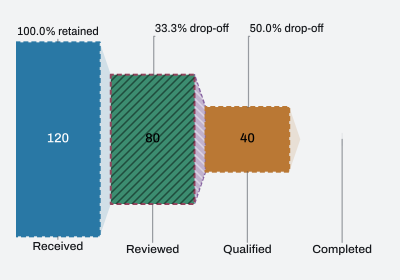 100.0% retained
33.3% drop-off
50.0% drop-off
120
80
40
Received
Reviewed
Qualified
Completed